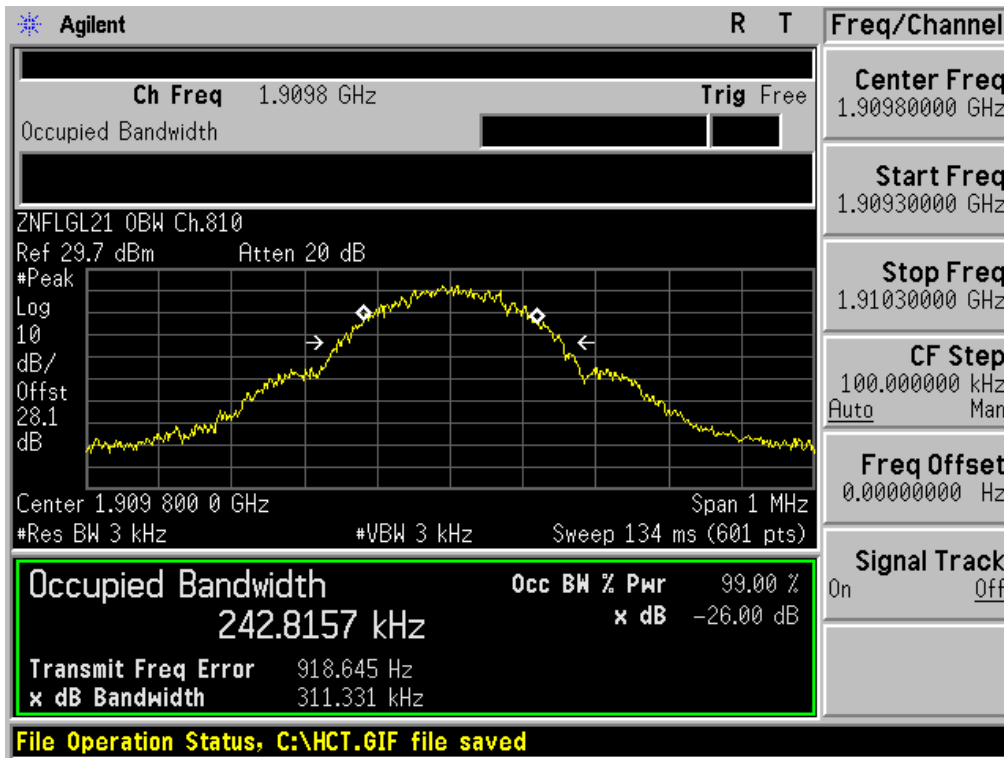 Agilent R T
Ch Freq 1.9098 GHz Trig Free
Occupied Bandwidth
ZNFLGL21 OBW Ch.810
Ref 29.7 dBm Atten 20 dB
#Peak
Log
10
dB/
Offst
28.1
dB
Center 1.909 800 0 GHz Span 1 MHz
#Res BW 3 kHz #VBW 3 kHz Sweep 134 ms (601 pts)
Occupied Bandwidth
242.8157 kHz
Occ BW % Pwr 99.00 %
x dB -26.00 dB
Transmit Freq Error 918.645 Hz
x dB Bandwidth 311.331 kHz
File Operation Status, C:\HCT.GIF file saved
Freq/Channel
Center Freq
1.90980000 GHz
Start Freq
1.90930000 GHz
Stop Freq
1.91030000 GHz
CF Step
100.000000 kHz
Auto Man
Freq Offset
0.00000000 Hz
Signal Track
On Off